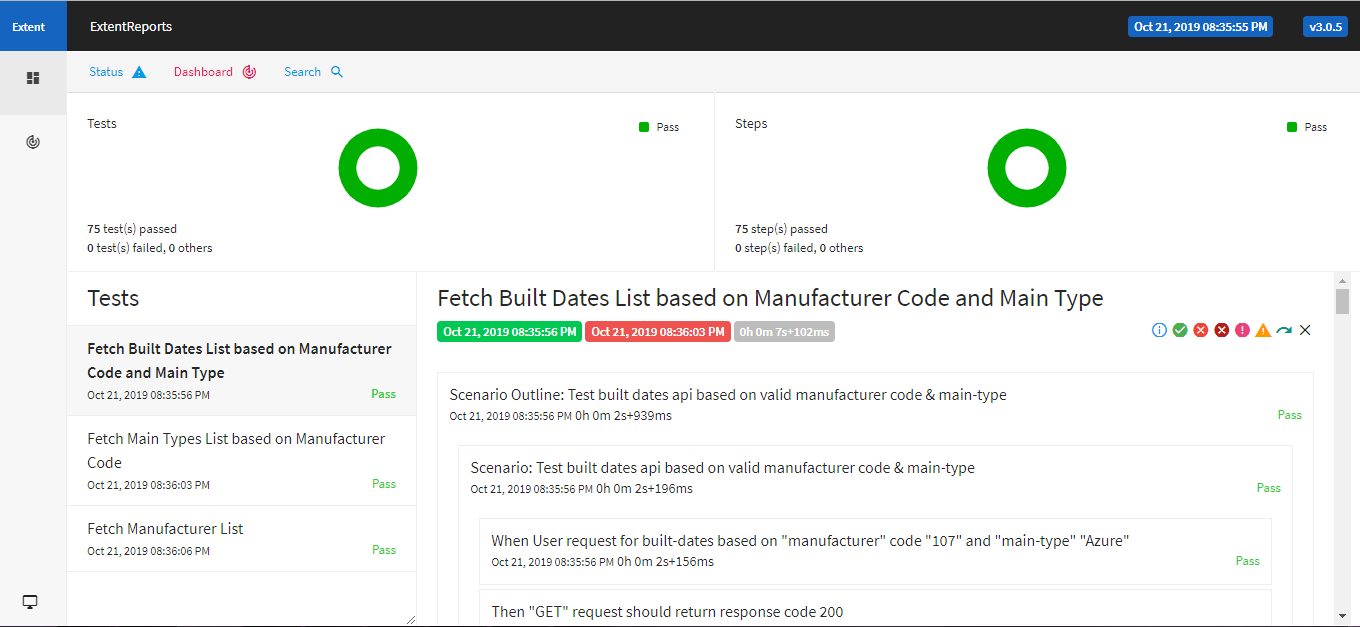 Extent
ExtentReports
Oct 21, 2019 08:35:55 PM
v3.0.5
Status
Dashboard
Search
Tests
Pass
75 test(s) passed
0 test(s) failed, 0 others
Steps
Pass
75 step(s) passed
0 step(s) failed, 0 others
Tests
Fetch Built Dates List based on Manufacturer
Code and Main Type
Oct 21, 2019 08:35:56 PM
Pass
Fetch Main Types List based on Manufacturer
Code
Oct 21, 2019 08:36:03 PM
Pass
Fetch Manufacturer List
Oct 21, 2019 08:36:06 PM
Pass
Fetch Built Dates List based on Manufacturer Code and Main Type
Oct 21, 2019 08:35:56 PM
Oct 21, 2019 08:36:03 PM
0h 0m 7s+102ms
Scenario Outline: Test built dates api based on valid manufacturer code & main-type
Oct 21, 2019 08:35:56 PM 0h 0m 2s+939ms
Pass
Scenario: Test built dates api based on valid manufacturer code & main-type
Oct 21, 2019 08:35:56 PM 0h 0m 2s+196ms
Pass
When User request for built-dates based on "manufacturer" code "107" and "main-type" "Azure"
Oct 21, 2019 08:35:56 PM 0h 0m 2s+156ms
Pass
Then "GET" request should return response code 200